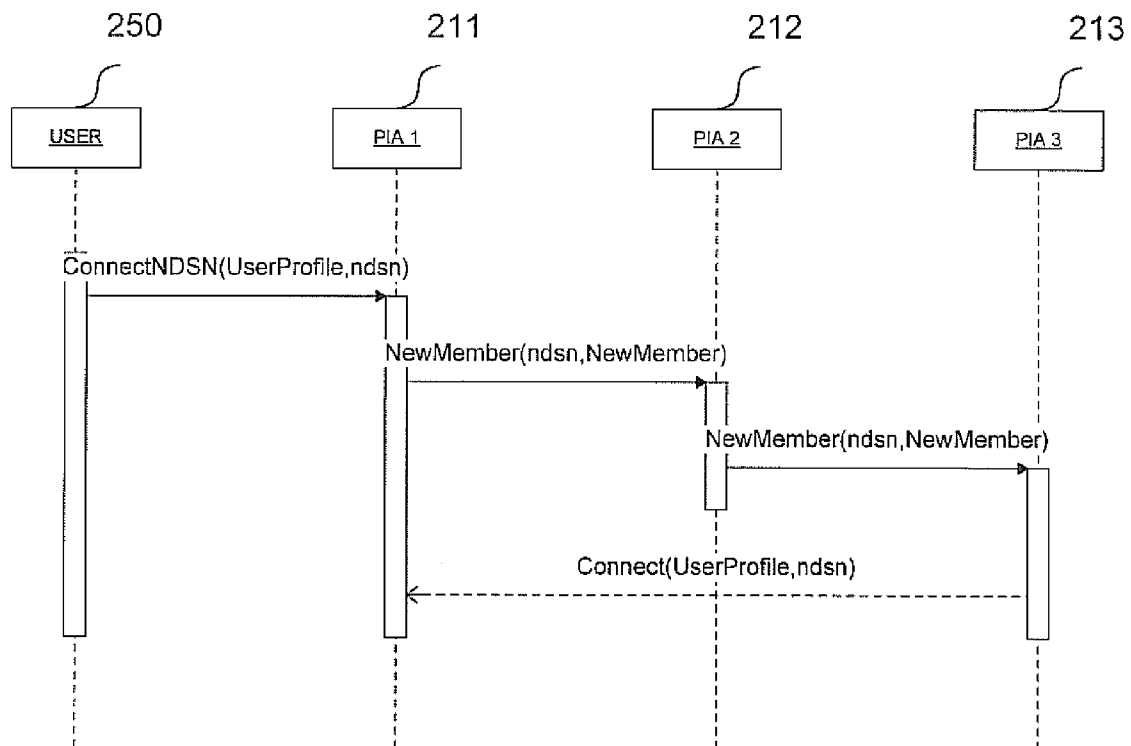 250 211 212 213
USER PIA 1 PIA 2 PIA 3
ConnectNDSN(UserProfile,ndsn)
NewMember(ndsn,NewMember)
NewMember(ndsn,NewMember)
Connect(UserProfile,ndsn)